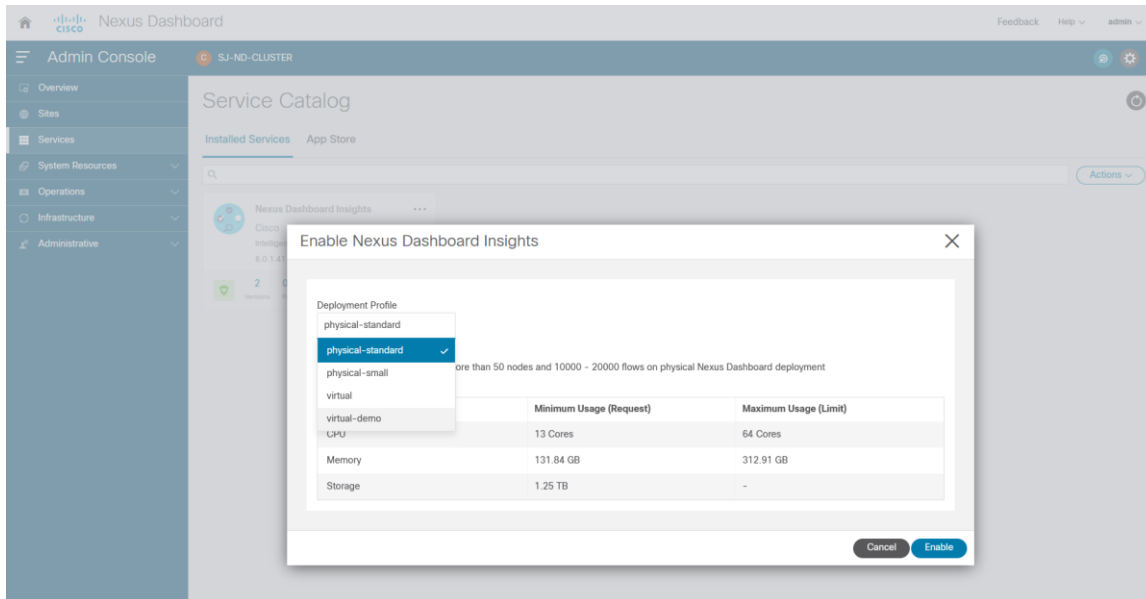 CISCO Nexus Dashboard
Feedback Help admin
Admin Console
C SJ-ND-CLUSTER
Overview
Sites
Services
System Resources
Operations
Infrastructure
Administrative
Service Catalog
Installed Services App Store
Actions
Nexus Dashboard Insights ...
Cisco
2
Enable Nexus Dashboard Insights
Deployment Profile
physical-standard
physical-standard
physical-small
virtual
virtual-demo
ore than 50 nodes and 10000 - 20000 flows on physical Nexus Dashboard deployment
Minimum Usage (Request) Maximum Usage (Limit)
CPU 13 Cores 64 Cores
Memory 131.84 GB 312.91 GB
Storage 1.25 TB -
Cancel Enable